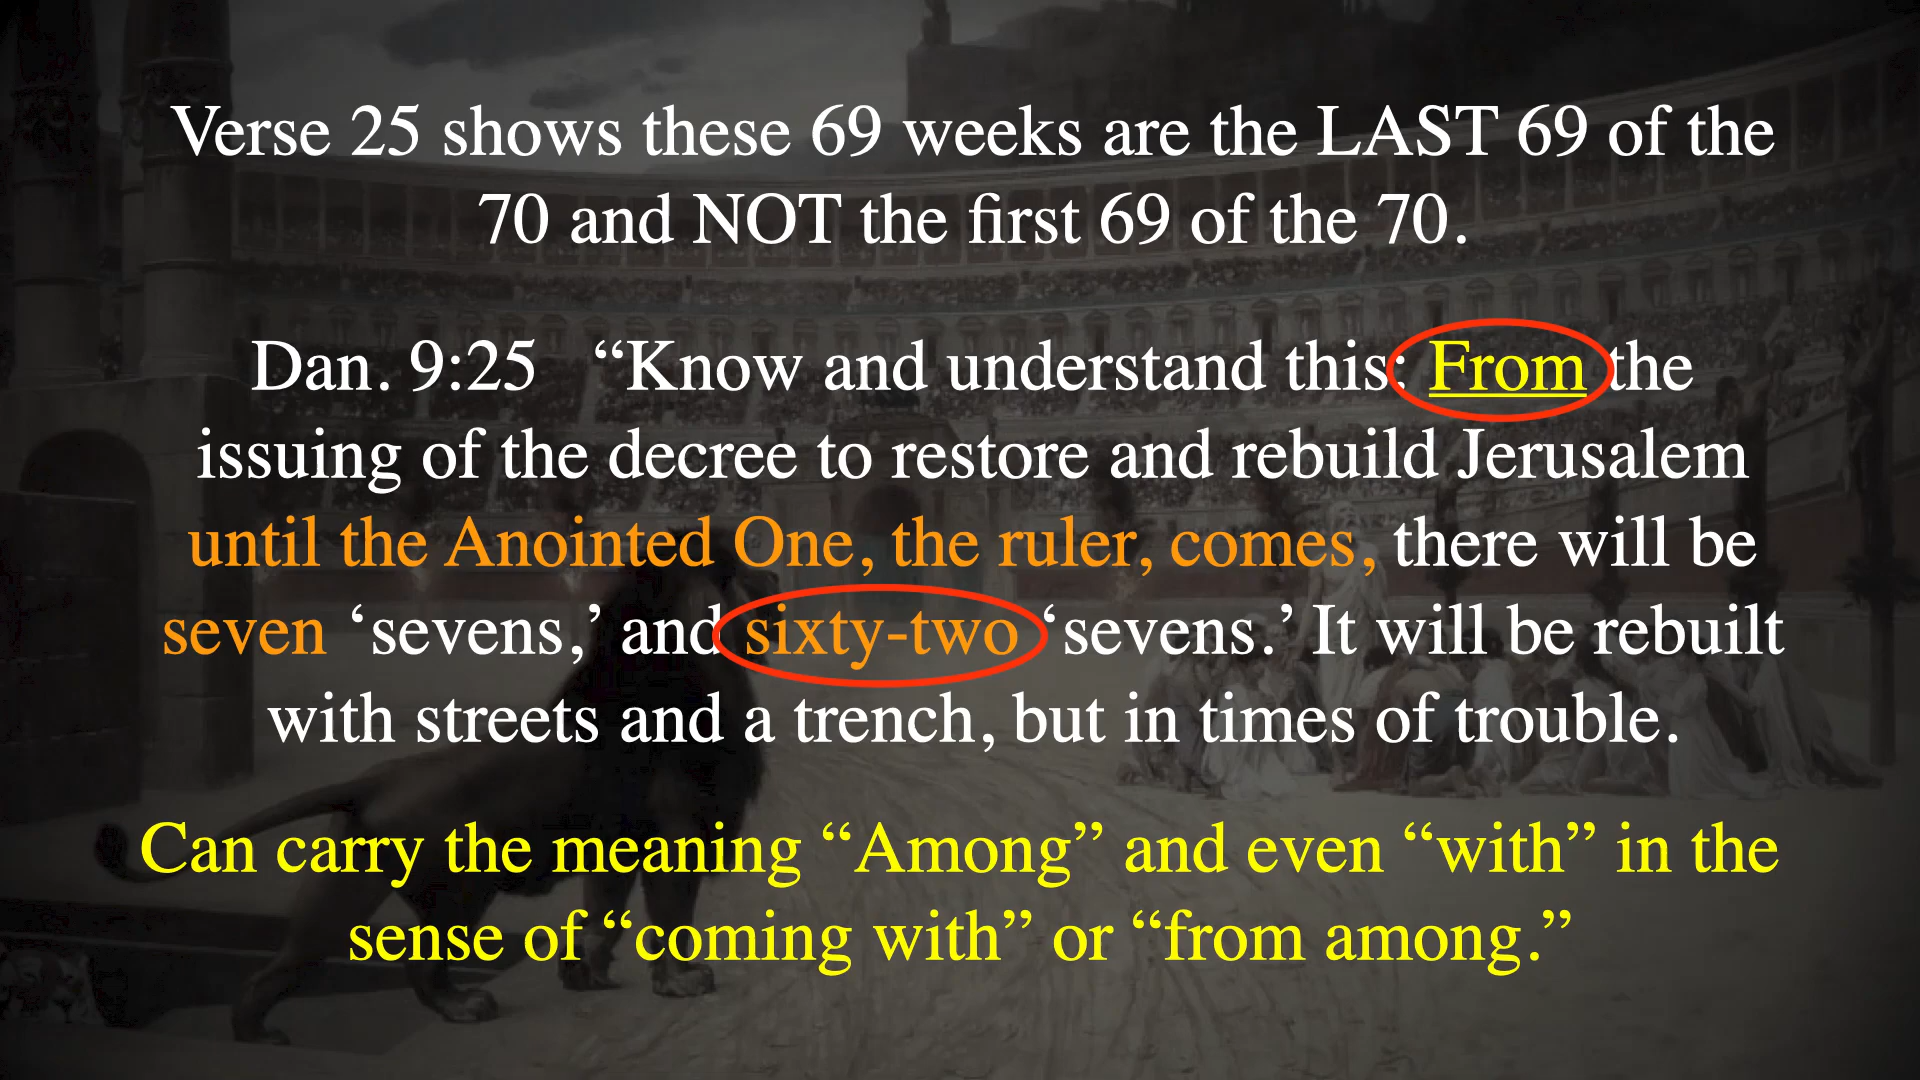 Verse 25 shows these 69 weeks are the LAST 69 of the
70 and NOT the first 69 of the 70.
Dan. 9:25 “Know and understand this: From the
issuing of the decree to restore and rebuild Jerusalem
until the Anointed One, the ruler, comes, there will be
seven ‘sevens,’ and sixty-two ‘sevens.’ It will be rebuilt
with streets and a trench, but in times of trouble.
Can carry the meaning “Among” and even “with” in the
sense of “coming with” or “from among.”